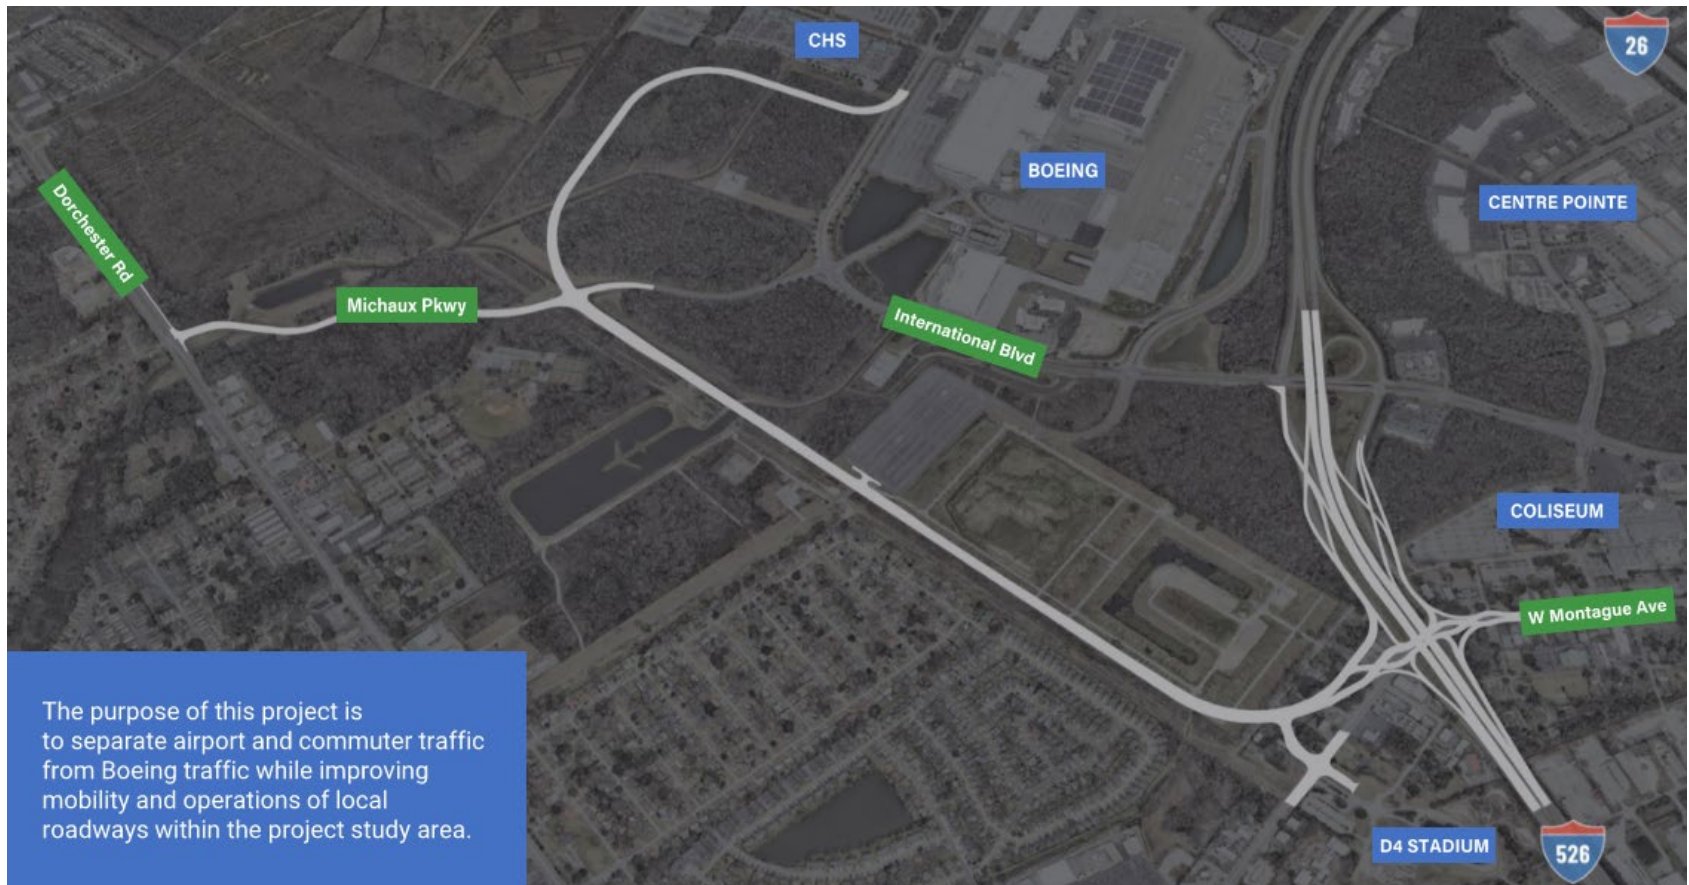 CHS
26
BOEING
CENTRE POINTE
Dorchester Rd
Michaux Pkwy
International Blvd
COLISEUM
W Montague Ave
The purpose of this project is
to separate airport and commuter traffic
from Boeing traffic while improving
mobility and operations of local
roadways within the project study area.
D4 STADIUM
526